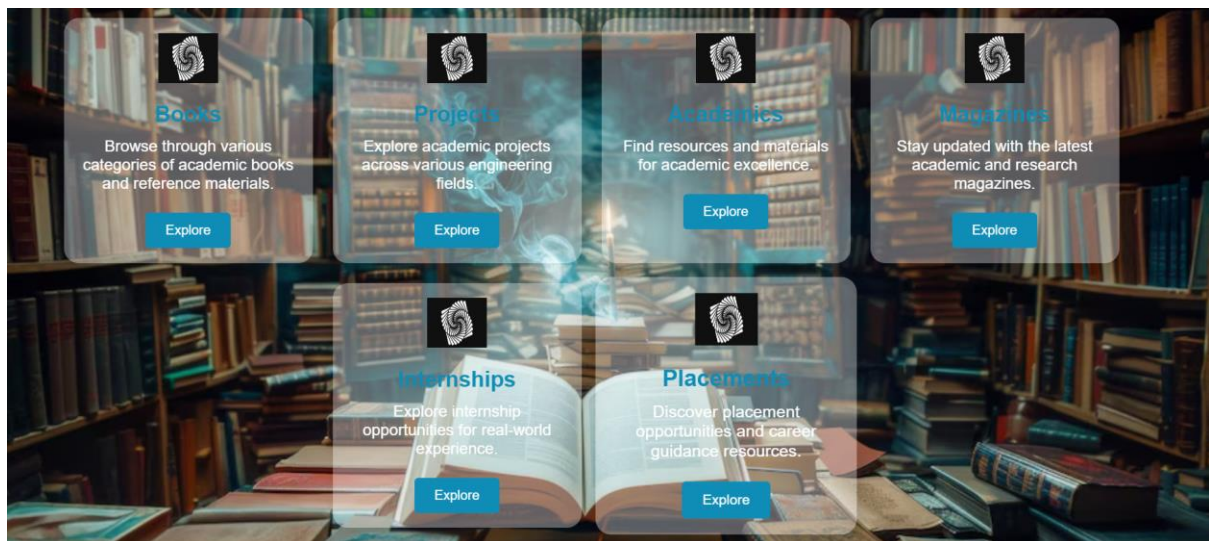 Books
Browse through various
categories of academic books
and reference materials.
Explore
Projects
Explore academic projects
across various engineering
fields.
Explore
Academics
Find resources and materials
for academic excellence.
Explore
Magazines
Stay updated with the latest
academic and research
magazines.
Explore
Internships
Explore internship
opportunities for real-world
experience.
Explore
Placements
Discover placement
opportunities and career
guidance resources.
Explore